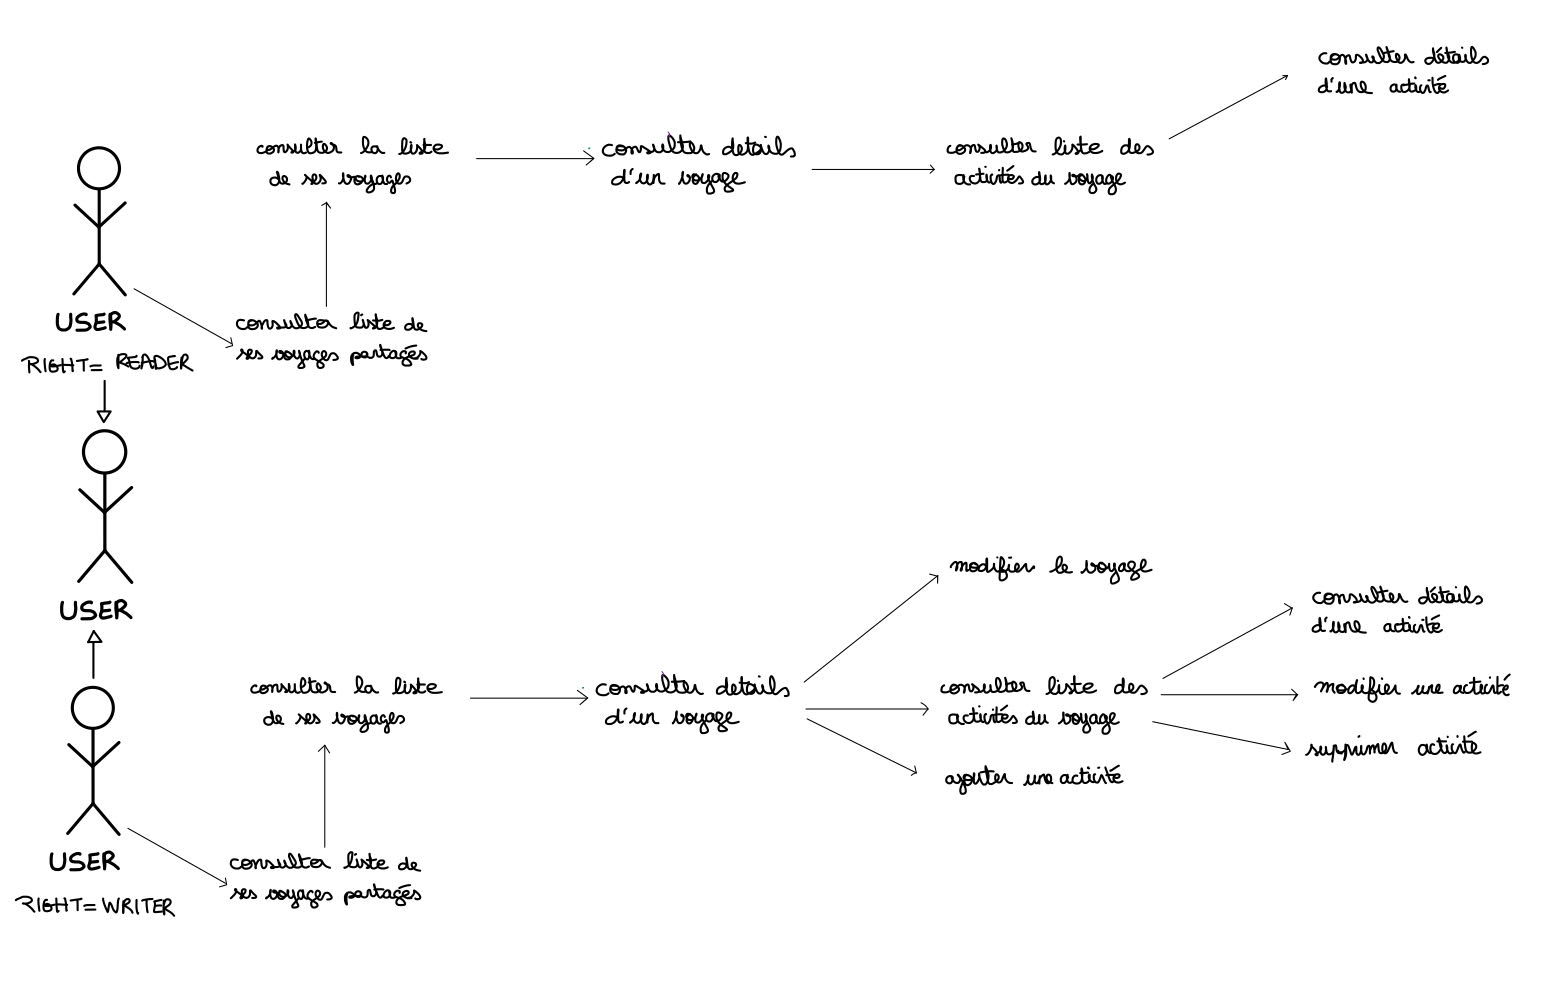 consulter détails
d'une activité
consulter la liste
de ses voyages
consulter details
d'un voyage
consulter liste des
activités du voyage
USER
RIGHT= READER
consulter liste de
ses voyages partagés
USER
modifier le voyage
consulter détails
d'une activité
consulter la liste
de ses voyages
consulter details
d'un voyage
consulter liste des
activités du voyage
modifier une activité
supprimer activité
ajouter une activité
USER
RIGHT= WRITER
consulter liste de
ses voyages partagés